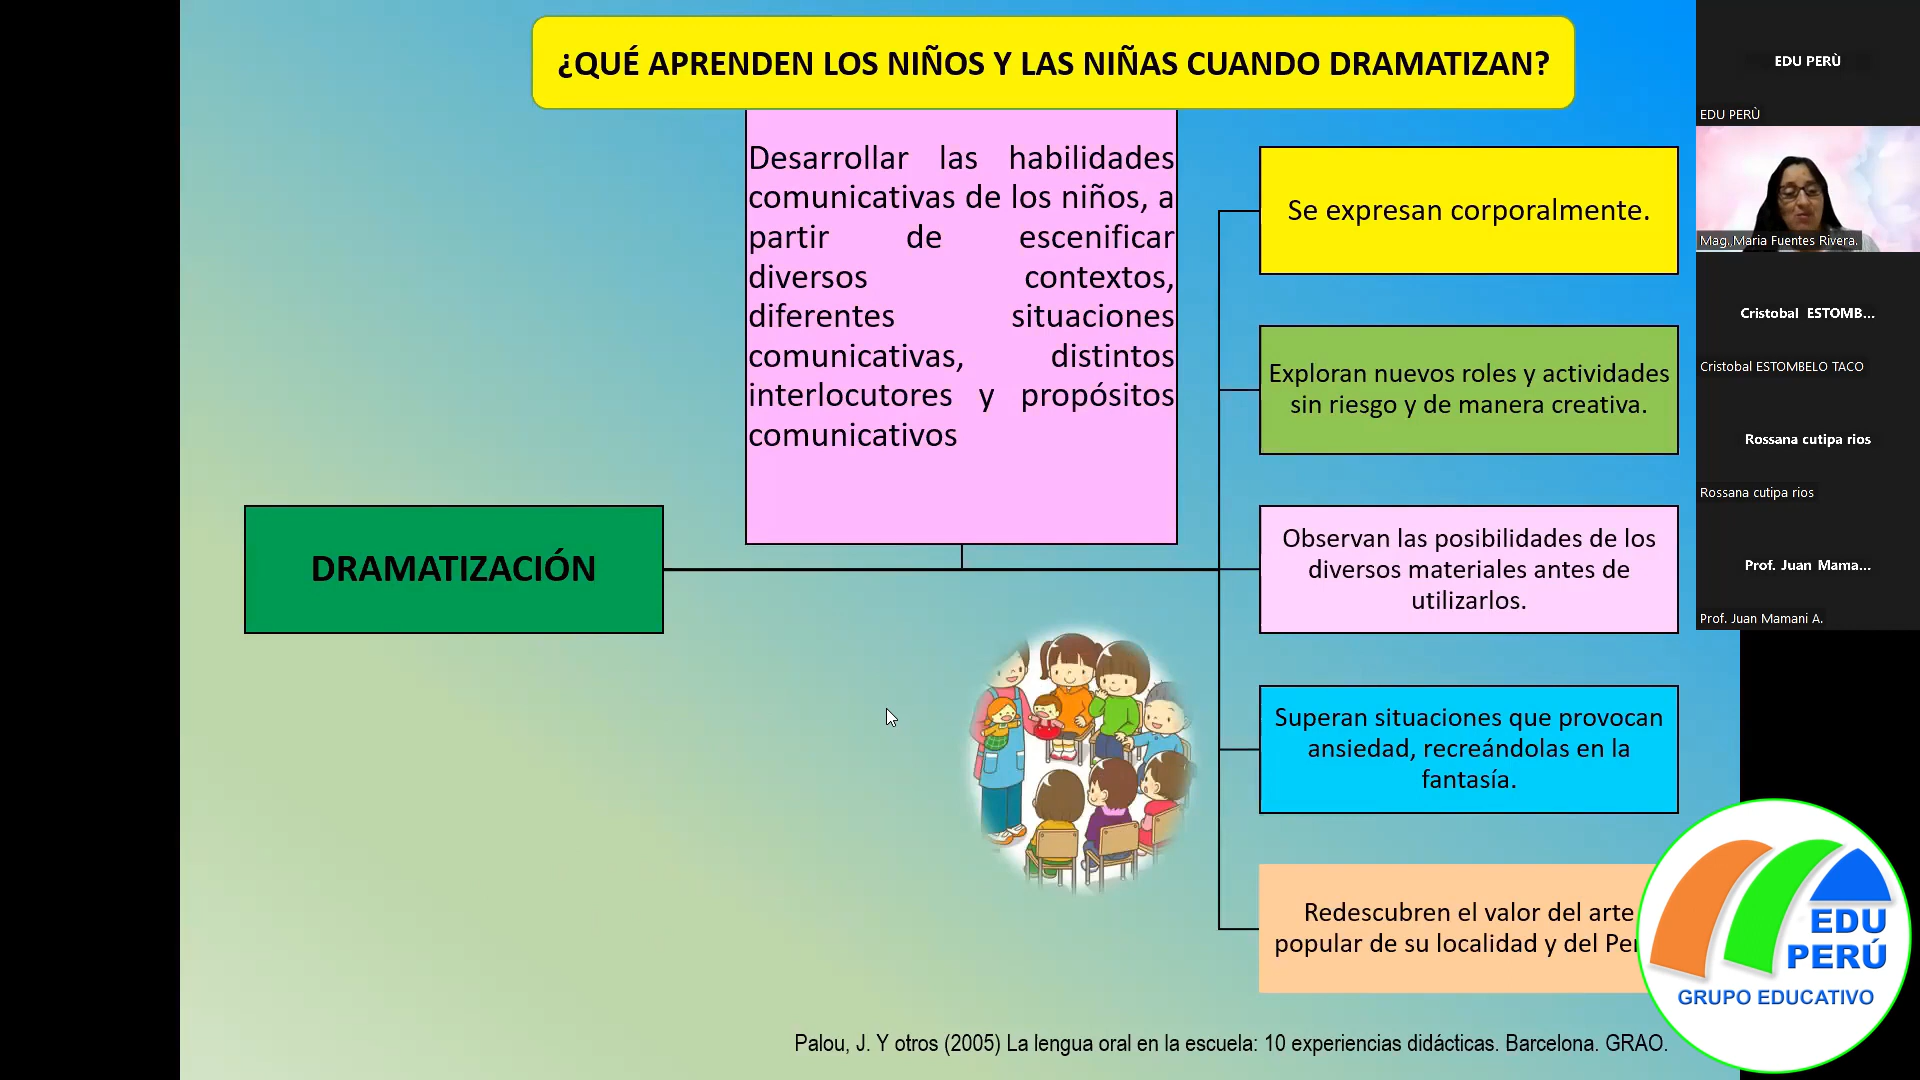 ¿QUÉ APRENDEN LOS NIÑOS Y LAS NIÑAS CUANDO DRAMATIZAN?
Desarrollar las habilidades
comunicativas de los niños, a
partir de escenificar
diversos contextos,
diferentes situaciones
comunicativas, distintos
interlocutores y propósitos
comunicativos
DRAMATIZACIÓN
Se expresan corporalmente.
Exploran nuevos roles y actividades
sin riesgo y de manera creativa.
Observan las posibilidades de los
diversos materiales antes de
utilizarlos.
Superan situaciones que provocan
ansiedad, recreándolas en la
fantasía.
Redescubren el valor del arte
popular de su localidad y del
Palou, J. Y otros (2005) La lengua oral en la escuela: 10 experiencias didácticas. Barcelona. GRAO.
EDU PERÙ
EDU PERÙ
Mag. Maria Fuentes Rivera.
Cristobal ESTOMB...
Cristobal ESTOMBELO TACO
Rossana cutipa rios
Rossana cutipa rios
Prof. Juan Mama...
Prof. Juan Mamani A.
EDU
PERÚ
GRUPO EDUCATIVO